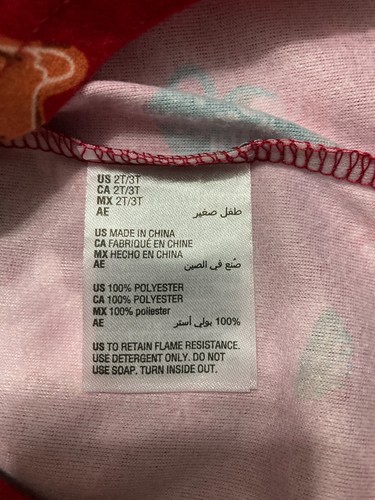 US 2T/3T
CA 2T/3T
MX 2T/3T
AE طفل صغير
US MADE IN CHINA
CA FABRIQUÉ EN CHINE
MX HECHO EN CHINA
AE صُنع في الصين
US 100% POLYESTER
CA 100% POLYESTER
MX 100% poliéster
AE 100% بولي أستر
US TO RETAIN FLAME RESISTANCE.
USE DETERGENT ONLY. DO NOT
USE SOAP. TURN INSIDE OUT.